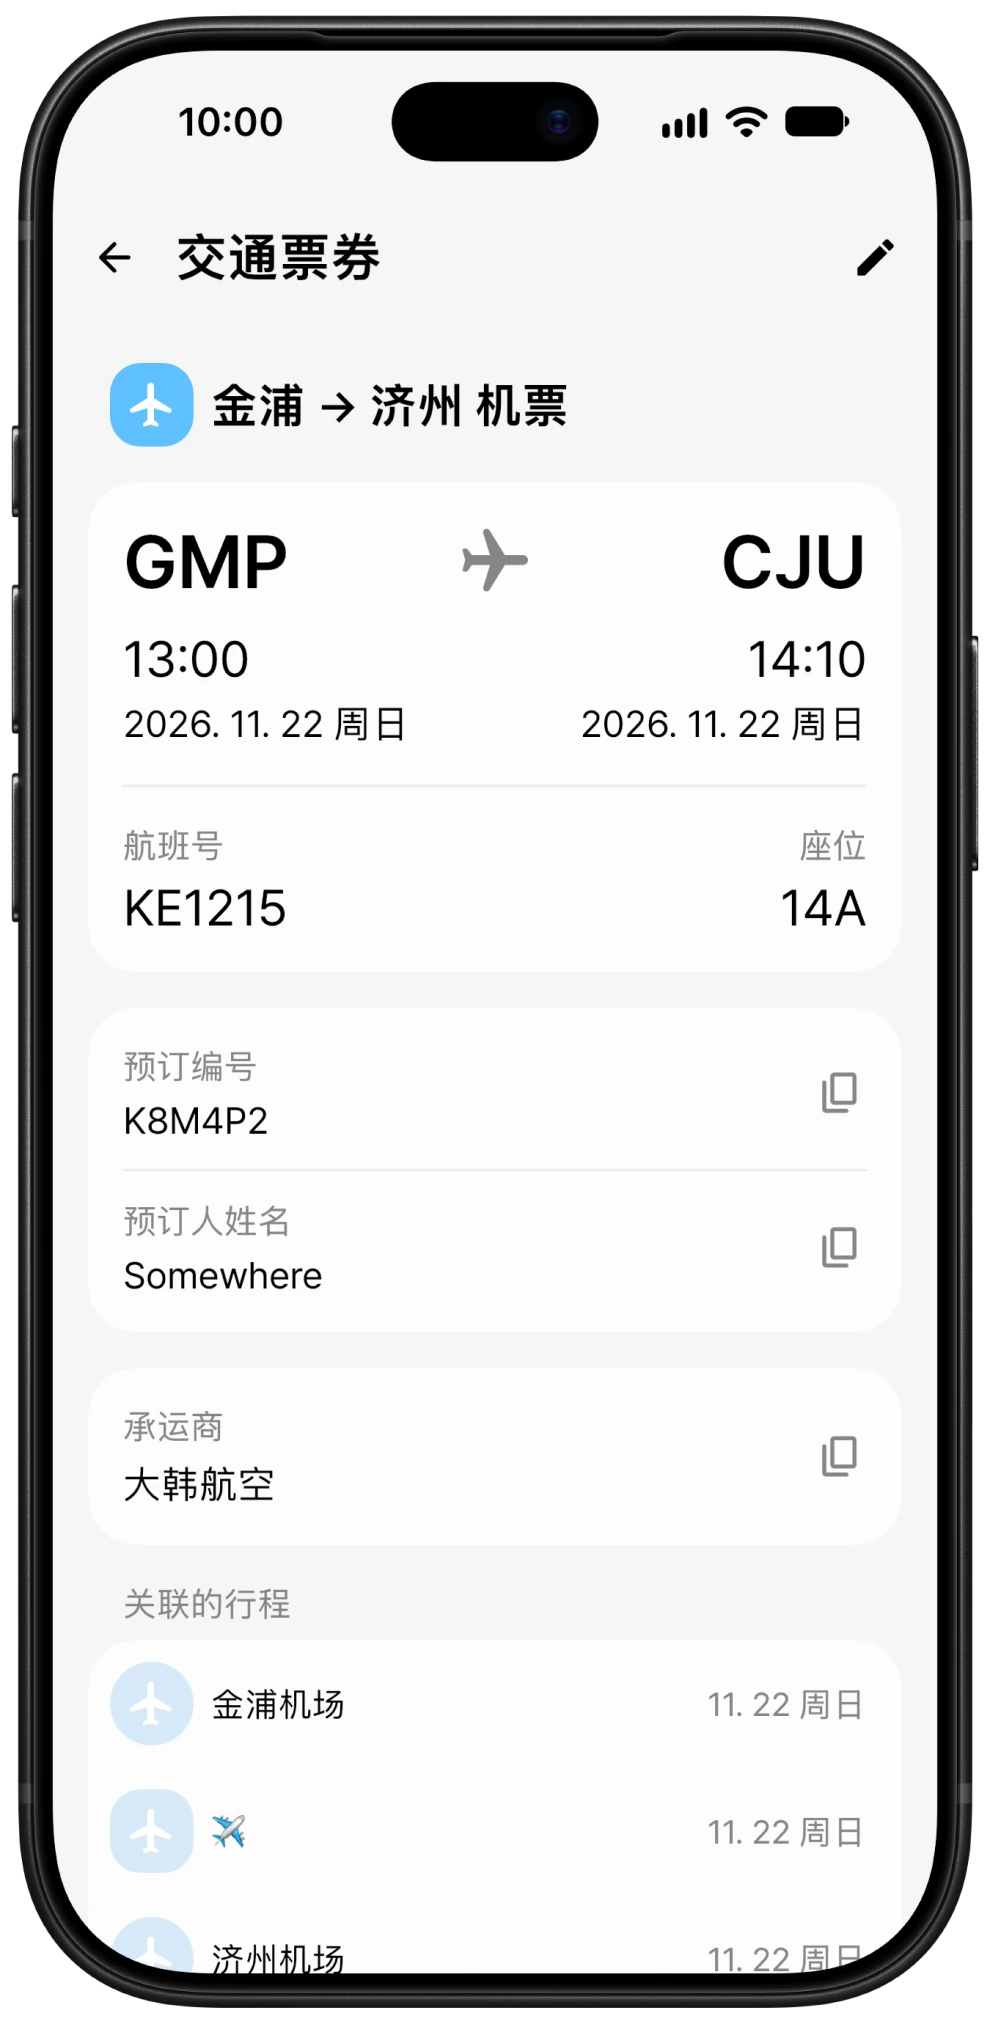 10:00
交通票券
金浦 → 济州 机票
GMP CJU
13:00 14:10
2026. 11. 22 周日 2026. 11. 22 周日
航班号 座位
KE1215 14A
预订编号
K8M4P2
预订人姓名
Somewhere
承运商
大韩航空
关联的行程
金浦机场 11. 22 周日
✈️ 11. 22 周日
济州机场 11. 22 周日